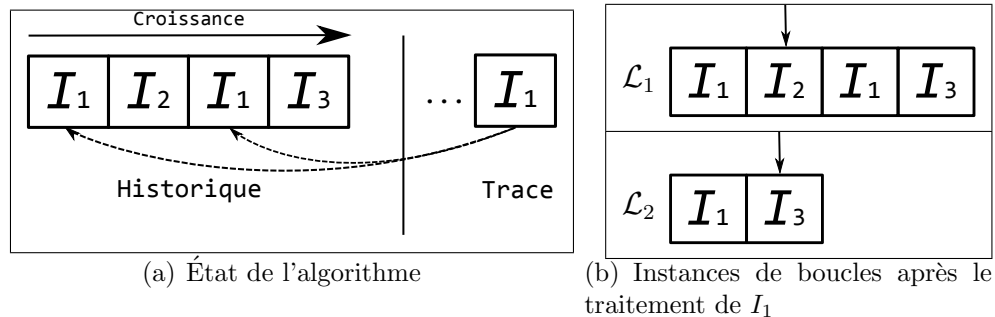 Croissance
I₁ I₂ I₁ I₃ ... I₁
Historique
Trace
(a) État de l'algorithme
ℒ₁ I₁ I₂ I₁ I₃
ℒ₂ I₁ I₃
(b) Instances de boucles après le
traitement de I₁